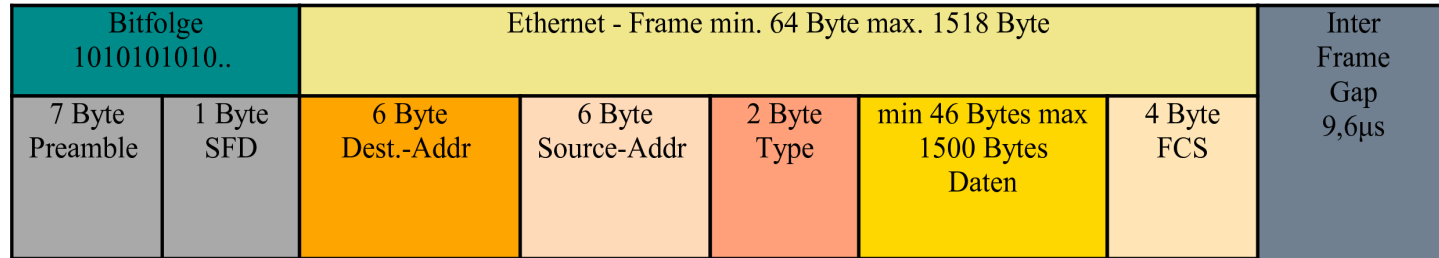 Bitfolge
1010101010..
Ethernet - Frame min. 64 Byte max. 1518 Byte
Inter
Frame
Gap
9,6µs
7 Byte
Preamble
1 Byte
SFD
6 Byte
Dest.-Addr
6 Byte
Source-Addr
2 Byte
Type
min 46 Bytes max
1500 Bytes
Daten
4 Byte
FCS